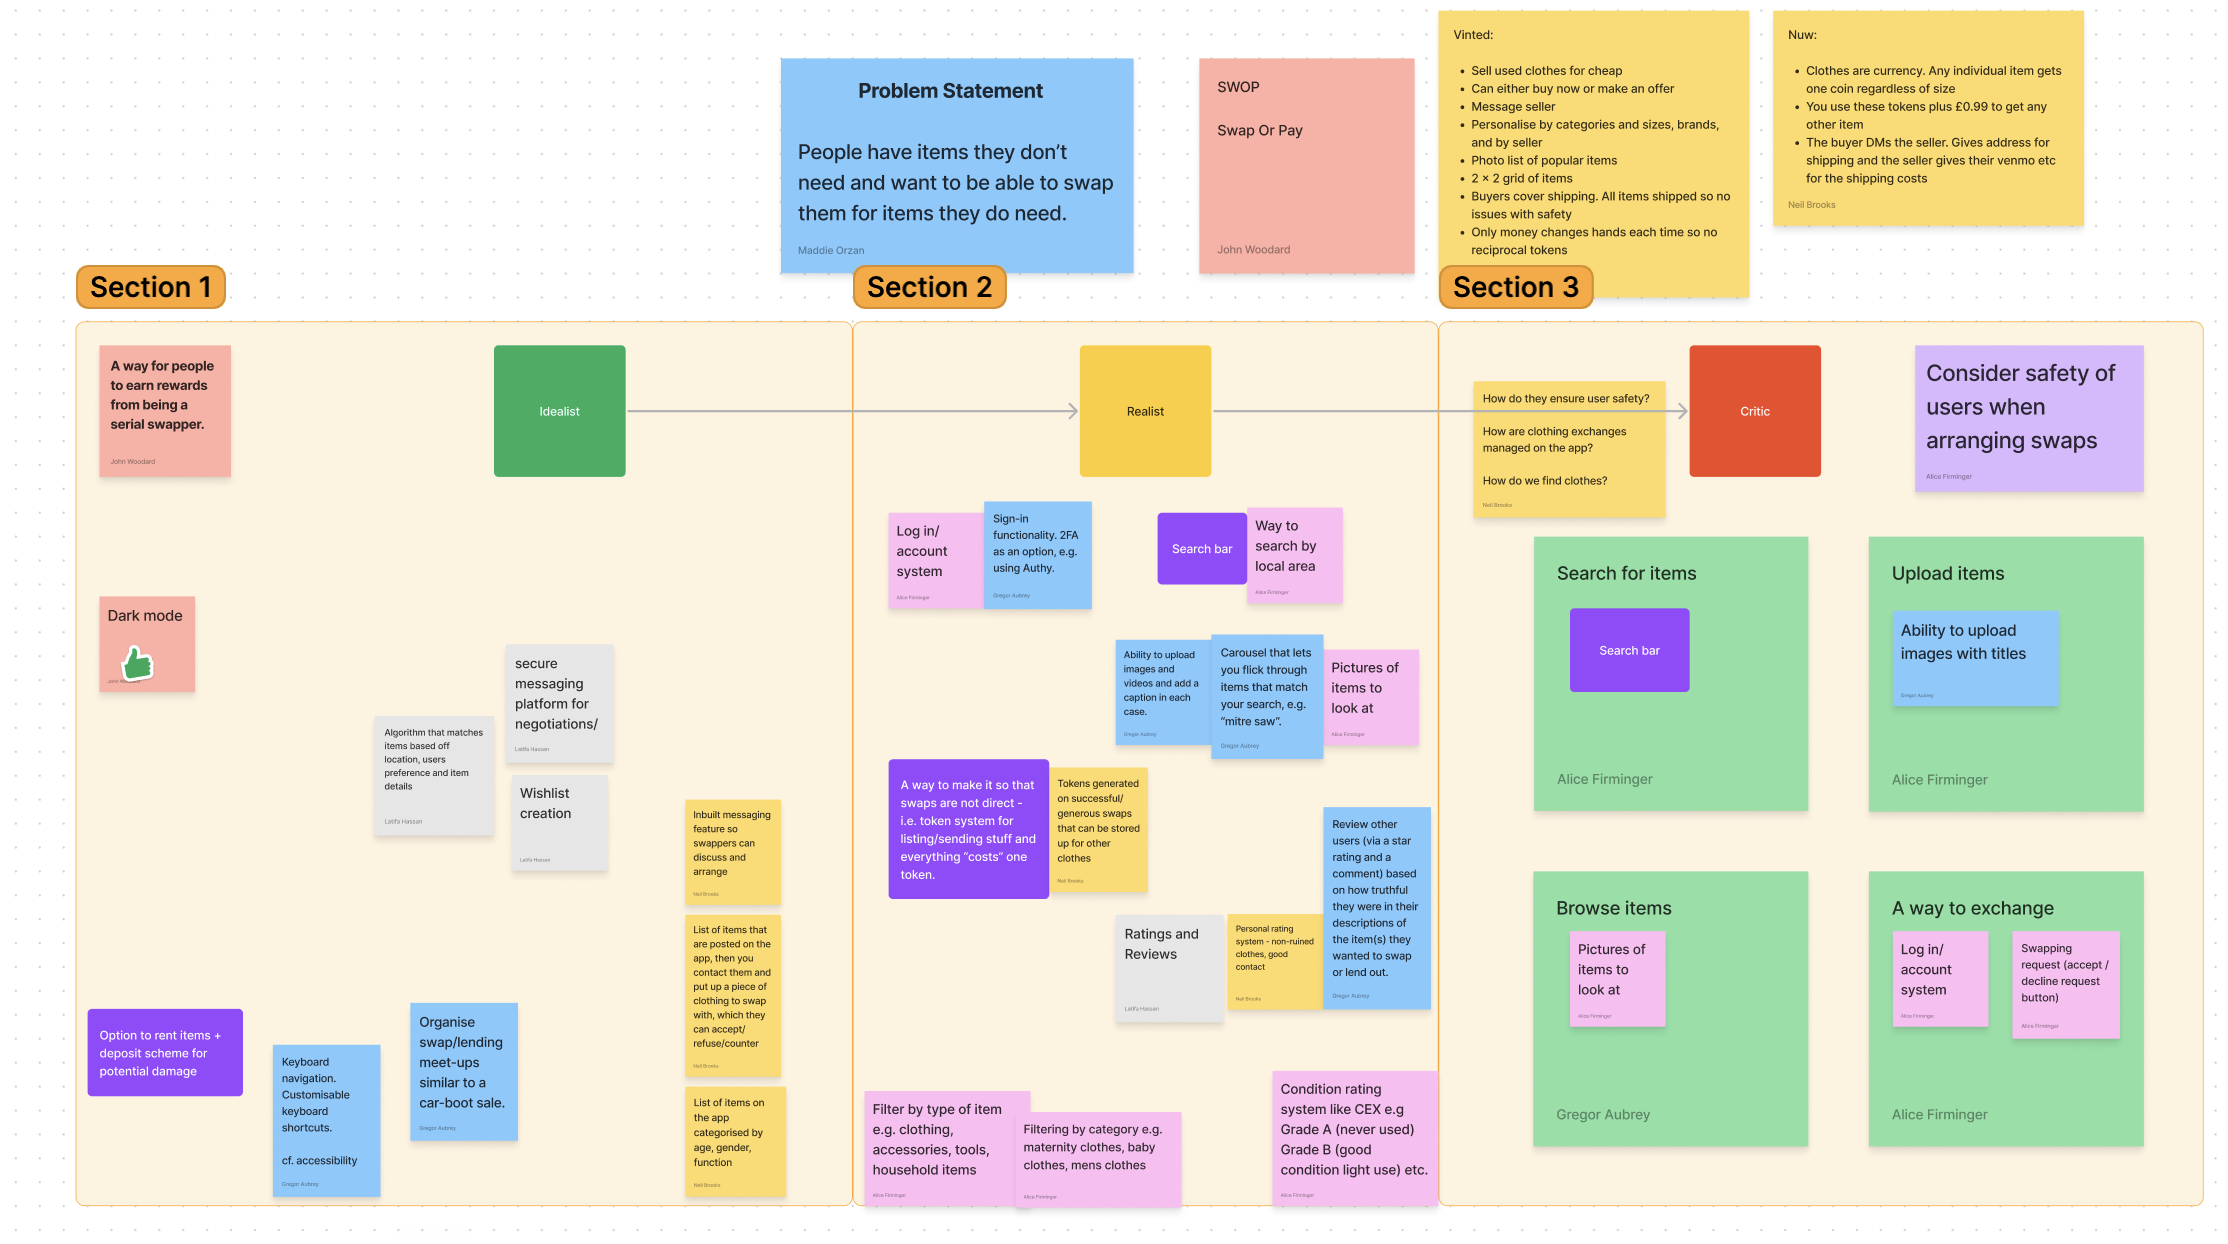 Problem Statement
People have items they don’t
need and want to be able to swap
them for items they do need.
Maddie Orzan
SWOP
Swap Or Pay
John Woodard
Vinted:
• Sell used clothes for cheap
• Can either buy now or make an offer
• Message seller
• Personalise by categories and sizes, brands,
and by seller
• Photo list of popular items
• 2 × 2 grid of items
• Buyers cover shipping. All items shipped so no
issues with safety
• Only money changes hands each time so no
reciprocal tokens
Nuw:
• Clothes are currency. Any individual item gets
one coin regardless of size
• You use these tokens plus £0.99 to get any
other item
• The buyer DMs the seller. Gives address for
shipping and the seller gives their venmo etc
for the shipping costs
Neil Brooks
Section 1
A way for people
to earn rewards
from being a
serial swapper.
John Woodard
Idealist
Dark mode
secure
messaging
platform for
negotiations/
Latifa Hassan
Algorithm that matches
items based off
location, users
preference and item
details
Latifa Hassan
Wishlist
creation
Latifa Hassan
Inbuilt messaging
feature so
swappers can
discuss and
arrange
Neil Brooks
List of items that
are posted on the
app, then you
contact them and
put up a piece of
clothing to swap
with, which they
can accept/
refuse/counter
Neil Brooks
Option to rent items +
deposit scheme for
potential damage
Keyboard
navigation.
Customisable
keyboard
shortcuts.
cf. accessibility
Gregor Aubrey
Organise
swap/lending
meet-ups
similar to a
car-boot sale.
Gregor Aubrey
List of items on
the app
categorised by
age, gender,
function
Neil Brooks
Section 2
Realist
Log in/
account
system
Alice Firminger
Sign-in
functionality. 2FA
as an option, e.g.
using Authy.
Gregor Aubrey
Search bar
Way to
search by
local area
Alice Firminger
Ability to upload
images and
videos and add a
caption in each
case.
Gregor Aubrey
Carousel that lets
you flick through
items that match
your search, e.g.
“mitre saw”.
Gregor Aubrey
Pictures of
items to
look at
Alice Firminger
A way to make it so that
swaps are not direct -
i.e. token system for
listing/sending stuff and
everything “costs” one
token.
Tokens generated
on successful/
generous swaps
that can be stored
up for other
clothes
Neil Brooks
Review other
users (via a star
rating and a
comment) based
on how truthful
they were in their
descriptions of
the item(s) they
wanted to swap
or lend out.
Gregor Aubrey
Ratings and
Reviews
Latifa Hassan
Personal rating
system - non-ruined
clothes, good
contact
Neil Brooks
Filter by type of item
e.g. clothing,
accessories, tools,
household items
Alice Firminger
Filtering by category e.g.
maternity clothes, baby
clothes, mens clothes
Alice Firminger
Condition rating
system like CEX e.g
Grade A (never used)
Grade B (good
condition light use) etc.
Alice Firminger
Section 3
How do they ensure user safety?
How are clothing exchanges
managed on the app?
How do we find clothes?
Neil Brooks
Critic
Consider safety of
users when
arranging swaps
Alice Firminger
Search for items
Search bar
Alice Firminger
Upload items
Ability to upload
images with titles
Gregor Aubrey
Alice Firminger
Browse items
Pictures of
items to
look at
Alice Firminger
Gregor Aubrey
A way to exchange
Log in/
account
system
Alice Firminger
Swapping
request (accept /
decline request
button)
Alice Firminger
Alice Firminger